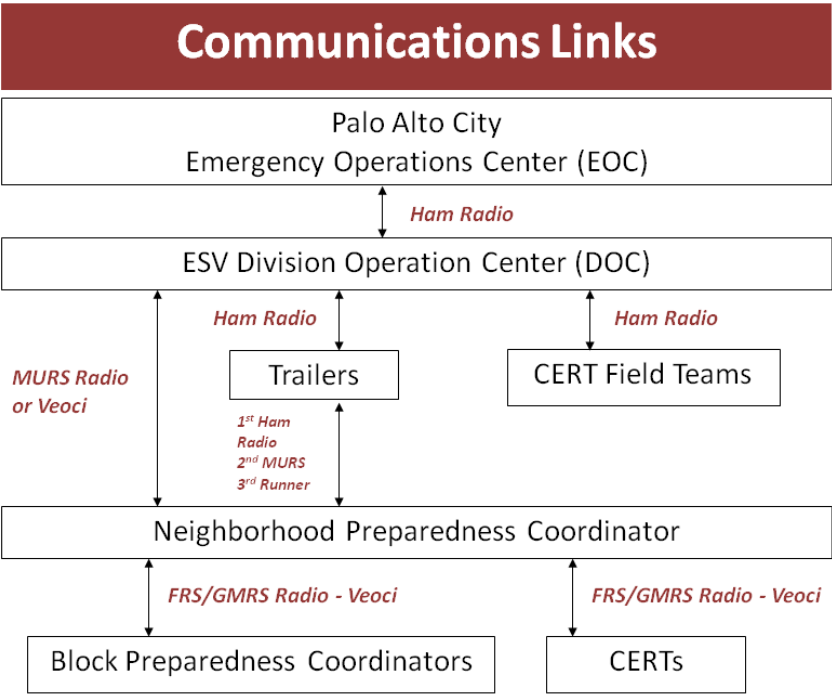 Communications Links
Palo Alto City
Emergency Operations Center (EOC)
Ham Radio
ESV Division Operation Center (DOC)
Ham Radio
Ham Radio
MURS Radio
or Veoci
Trailers
CERT Field Teams
1st Ham
Radio
2nd MURS
3rd Runner
Neighborhood Preparedness Coordinator
FRS/GMRS Radio - Veoci
FRS/GMRS Radio - Veoci
Block Preparedness Coordinators
CERTs